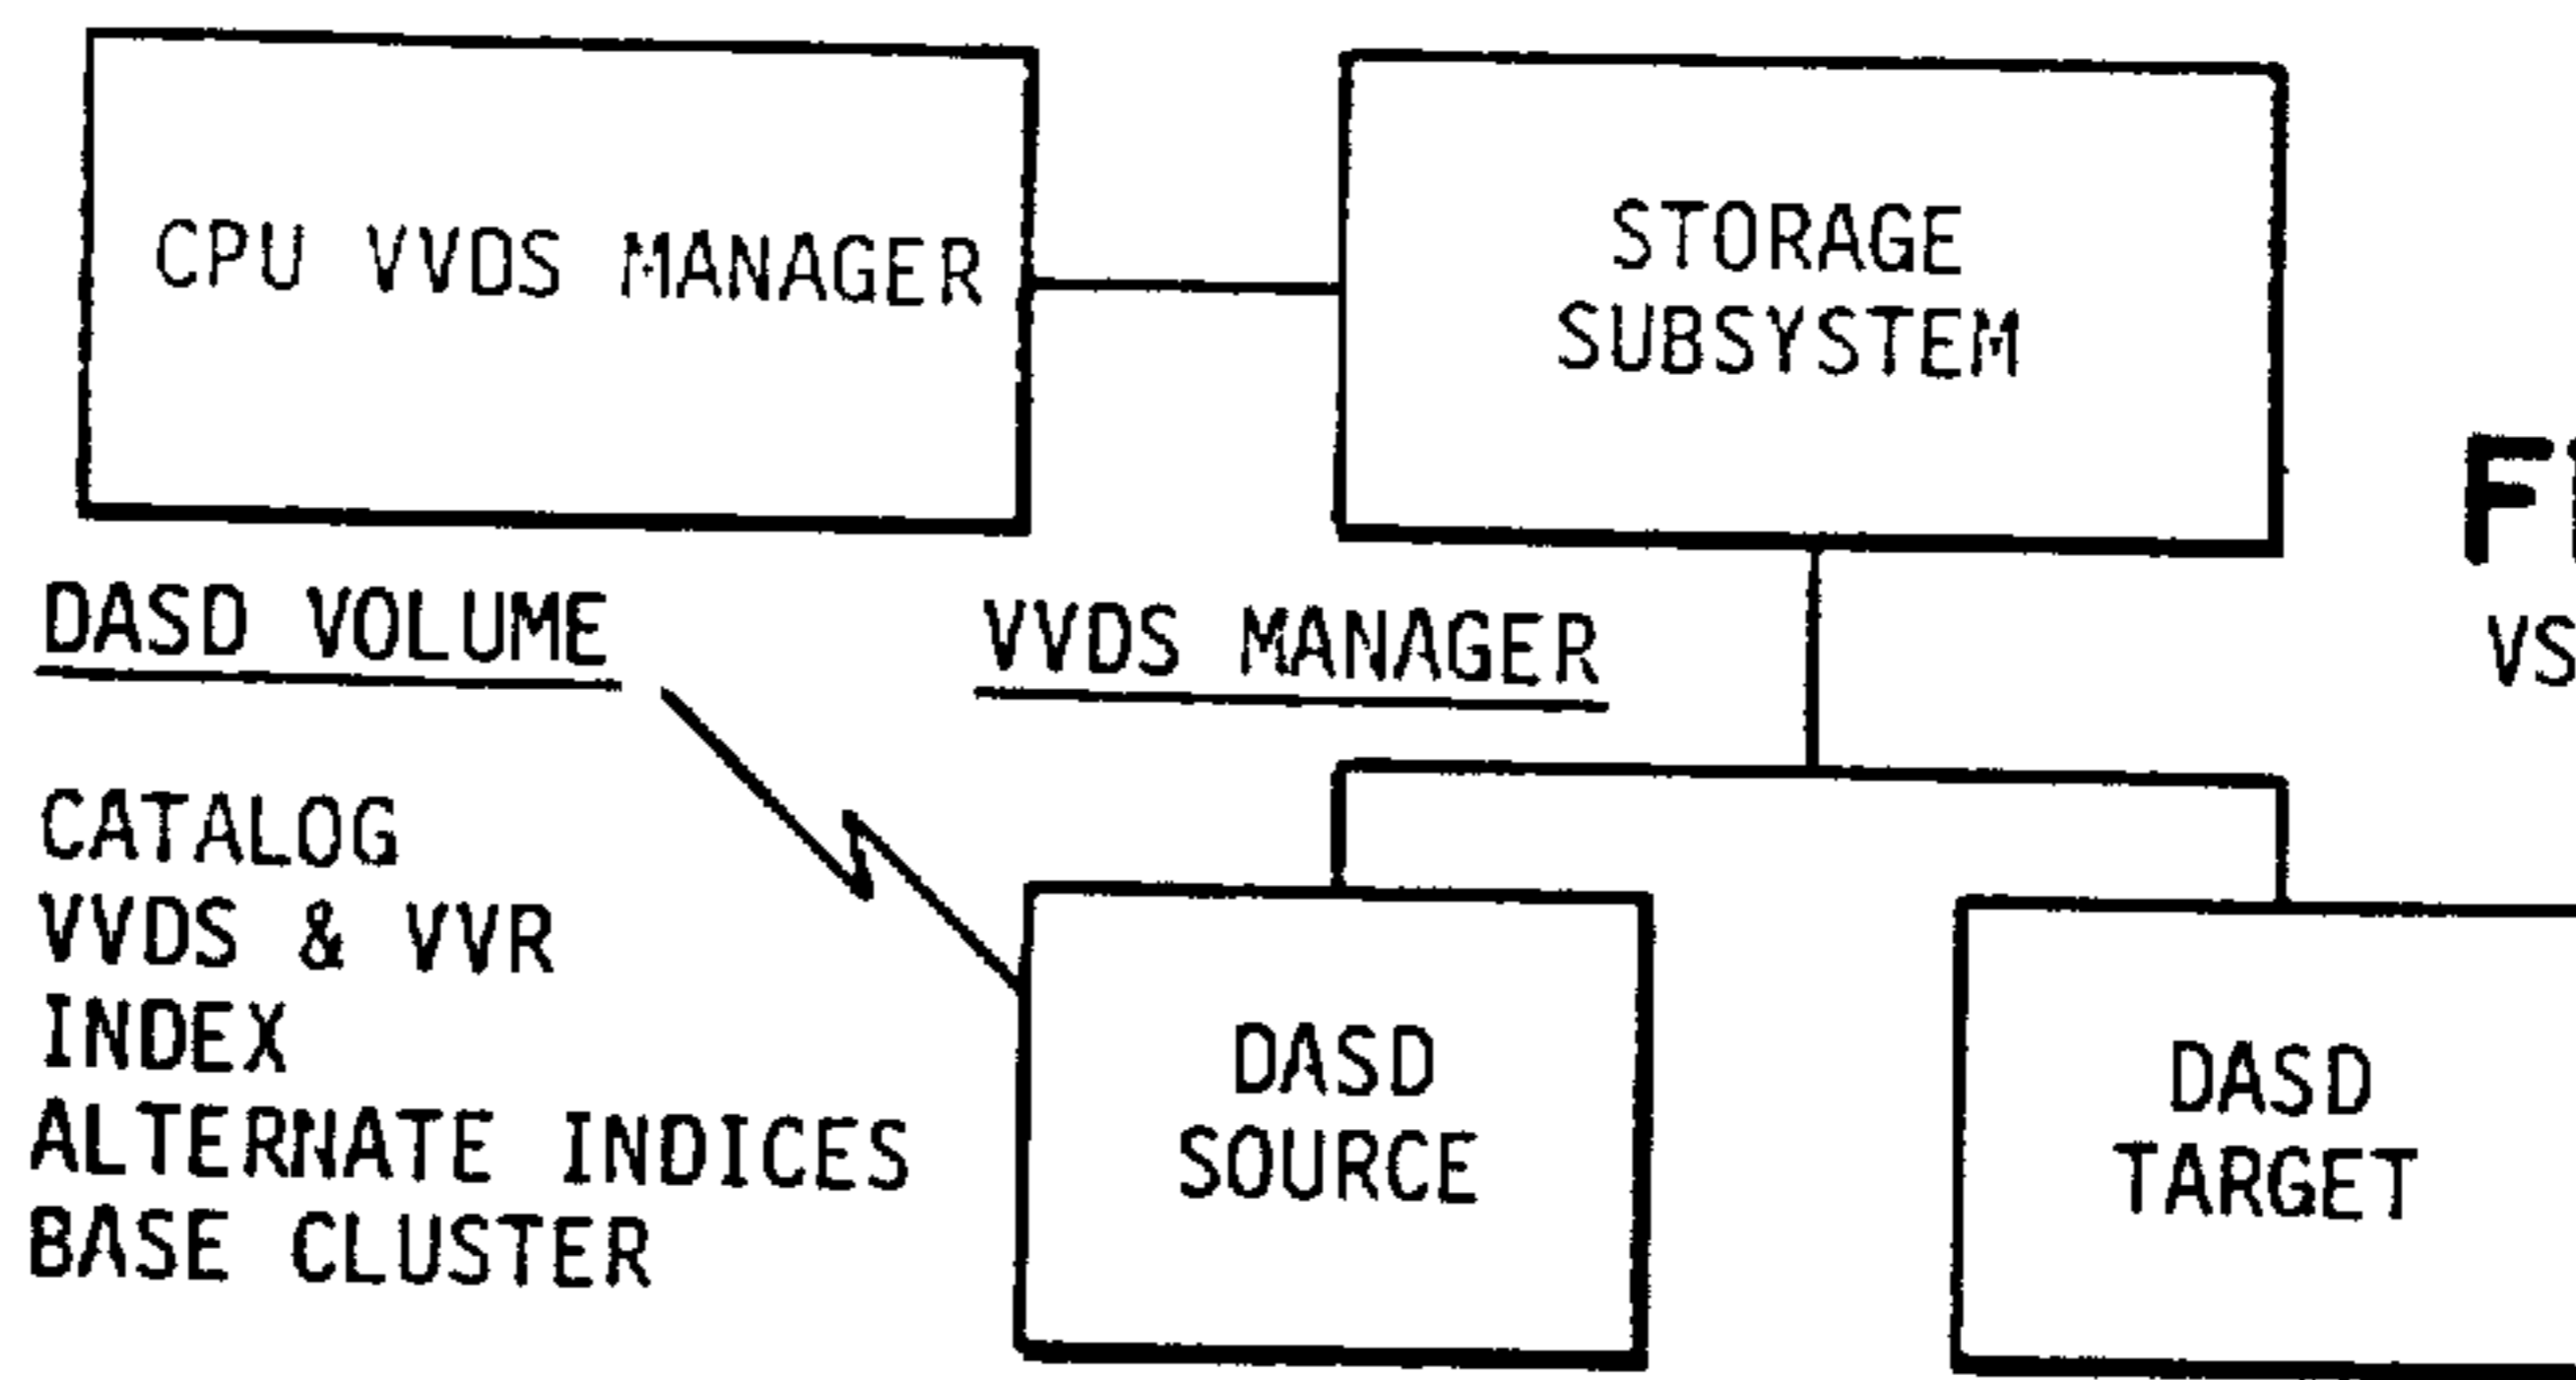 CPU VVDS MANAGER
STORAGE
SUBSYSTEM
DASD VOLUME
VVDS MANAGER
CATALOG
VVDS & VVR
INDEX
ALTERNATE INDICES
BASE CLUSTER
DASD
SOURCE
DASD
TARGET